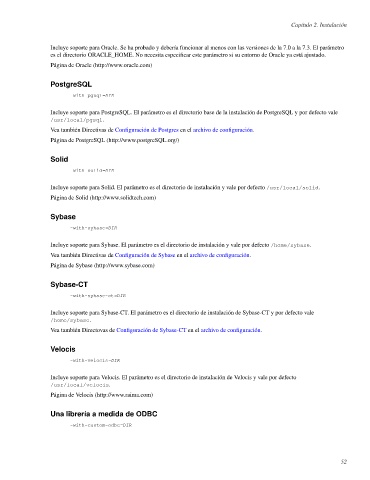 Capítulo 2. Instalación
Incluye soporte para Oracle. Se ha probado y debería funcionar al menos con las versiones de la 7.0 a la 7.3. El parámetro
es el directorio ORACLE_HOME. No necesita especificar este parámetro si su entorno de Oracle ya está ajustado.
Página de Oracle (http://www.oracle.com)
PostgreSQL
-with-pgsql=DIR
Incluye soporte para PostgreSQL. El parámetro es el directorio base de la instalación de PostgreSQL y por defecto vale
/usr/local/pgsql.
Vea también Directivas de Configuración de Postgres en el archivo de configuración.
Página de PostgreSQL (http://www.postgreSQL.org/)
Solid
-with-solid=DIR
Incluye soporte para Solid. El parámetro es el directorio de instalación y vale por defecto /usr/local/solid.
Página de Solid (http://www.solidtech.com)
Sybase
-with-sybase=DIR
Incluye soporte para Sybase. El parámetro es el directorio de instalación y vale por defecto /home/sybase.
Vea también Directivas de Configuración de Sybase en el archivo de configuración.
Página de Sybase (http://www.sybase.com)
Sybase-CT
-with-sybase-ct=DIR
Incluye soporte para Sybase-CT. El parámetro es el directorio de instalación de Sybase-CT y por defecto vale
/home/sybase.
Vea también Directivas de Configuración de Sybase-CT en el archivo de configuración.
Velocis
-with-velocis=DIR
Incluye soporte para Velocis. El parámetro es el directorio de instalación de Velocis y vale por defecto
/usr/local/velocis.
Página de Velocis (http://www.raima.com)
Una librería a medida de ODBC
-with-custom-odbc=DIR
52